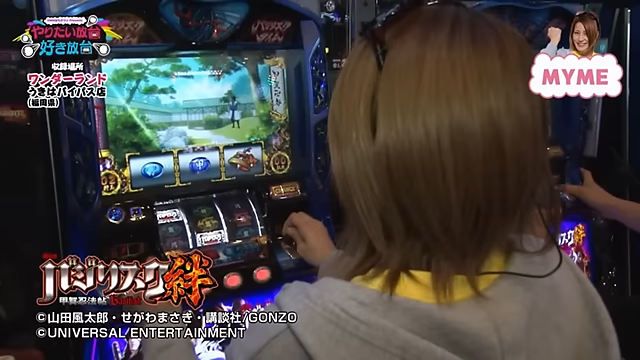 やりたい放台
好き放台
収録場所
ワンダーランド
うきはバイパス店
(福岡県)
MYME
CHANCE
バジリスク絆
甲賀忍法帖
©山田風太郎・せがわまさき・講談社/GONZO
©UNIVERSAL/ENTERTAINMENT